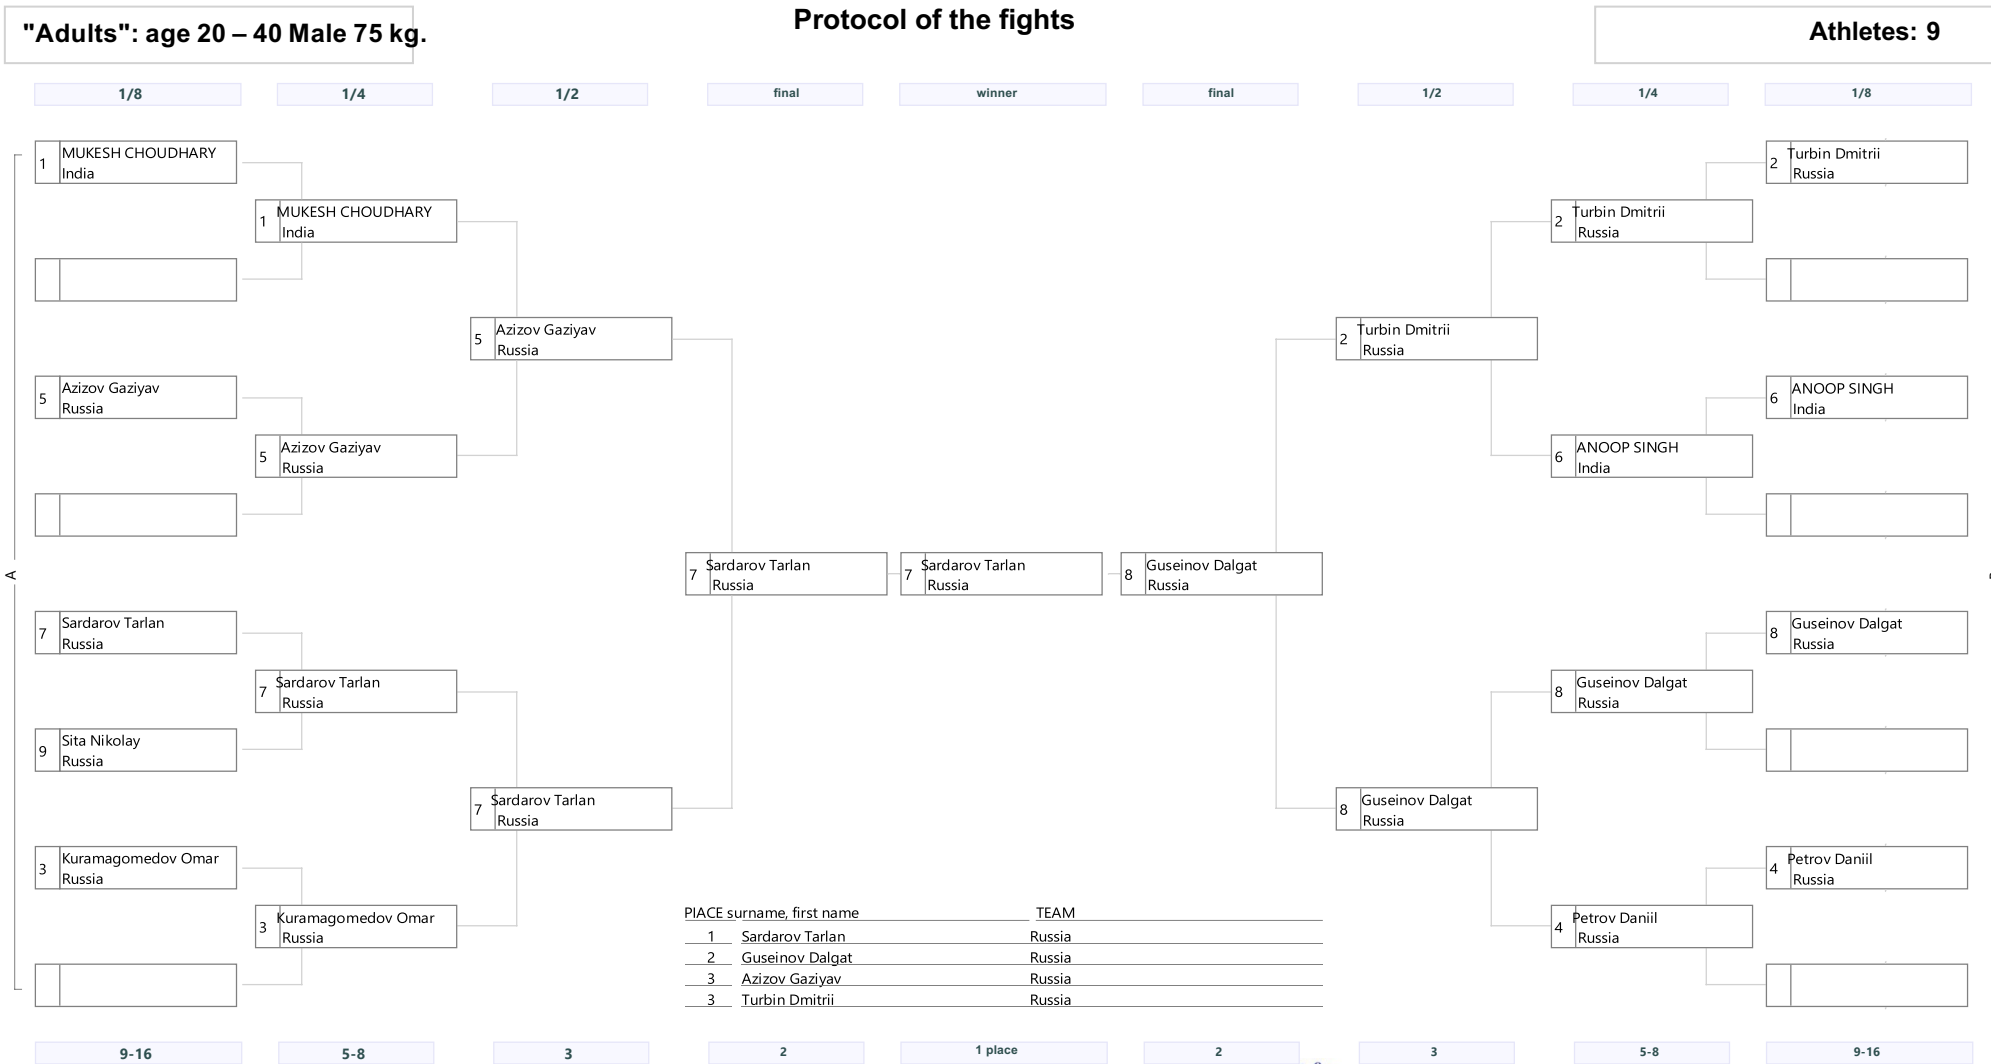 "Adults": age 20 – 40 Male 75 kg.
Protocol of the fights
Athletes: 9
1/8 1/4 1/2 final winner final 1/2 1/4 1/8
1 MUKESH CHOUDHARY
India
1 MUKESH CHOUDHARY
India
5 Azizov Gaziyav
Russia
5 Azizov Gaziyav
Russia
5 Azizov Gaziyav
Russia
A
7 Sardarov Tarlan
Russia
7 Sardarov Tarlan
Russia
9 Sita Nikolay
Russia
7 Sardarov Tarlan
Russia
3 Kuramagomedov Omar
Russia
3 Kuramagomedov Omar
Russia
7 Sardarov Tarlan
Russia
7 Sardarov Tarlan
Russia
8 Guseinov Dalgat
Russia
2 Turbin Dmitrii
Russia
8 Guseinov Dalgat
Russia
2 Turbin Dmitrii
Russia
6 ANOOP SINGH
India
8 Guseinov Dalgat
Russia
4 Petrov Daniil
Russia
2 Turbin Dmitrii
Russia
6 ANOOP SINGH
India
8 Guseinov Dalgat
Russia
4 Petrov Daniil
Russia
PlACE surname, first name TEAM
1 Sardarov Tarlan Russia
2 Guseinov Dalgat Russia
3 Azizov Gaziyav Russia
3 Turbin Dmitrii Russia
9-16 5-8 3 2 1 place 2 3 5-8 9-16